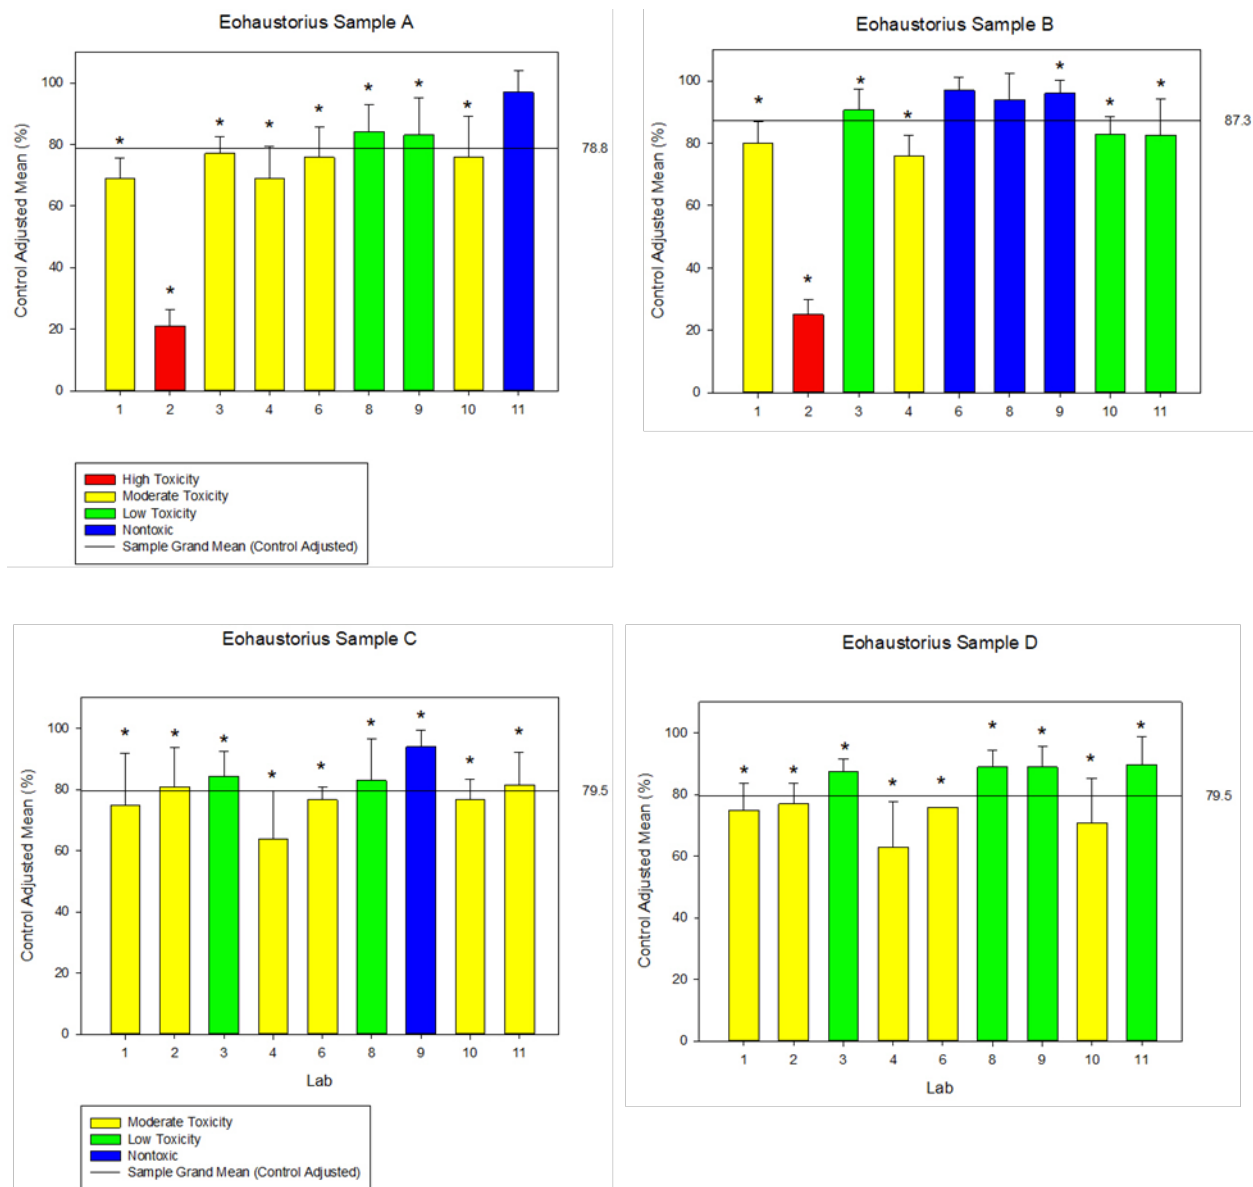 Eohaustorius Sample A
Control Adjusted Mean (%)
100
80
60
40
20
0
* * * * * * * *
78.8
1 2 3 4 6 8 9 10 11
High Toxicity
Moderate Toxicity
Low Toxicity
Nontoxic
Sample Grand Mean (Control Adjusted)
Eohaustorius Sample B
Control Adjusted Mean (%)
100
80
60
40
20
0
* * * * * * *
87.3
1 2 3 4 6 8 9 10 11
Eohaustorius Sample C
Control Adjusted Mean (%)
100
80
60
40
20
0
* * * * * * * * *
79.5
1 2 3 4 6 8 9 10 11
Lab
Moderate Toxicity
Low Toxicity
Nontoxic
Sample Grand Mean (Control Adjusted)
Eohaustorius Sample D
Control Adjusted Mean (%)
100
80
60
40
20
0
* * * * * * * * *
79.5
1 2 3 4 6 8 9 10 11
Lab